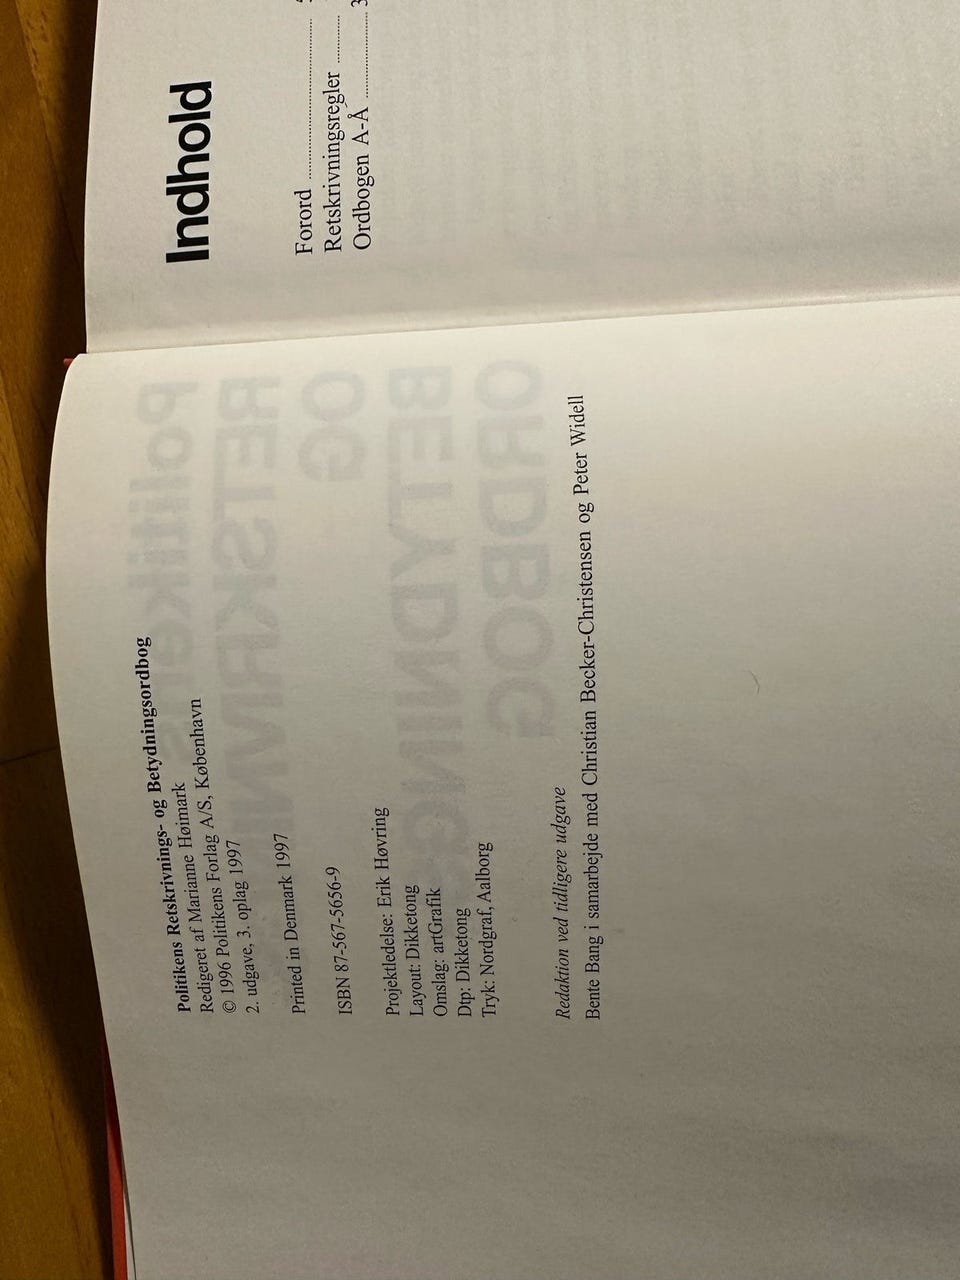 Politikens Retskrivnings- og Betydningsordbog
Redigeret af Marianne Høimark
© 1996 Politikens Forlag A/S, København
2. udgave, 3. oplag 1997
Printed in Denmark 1997
ISBN 87-567-5656-9
Projektledelse: Erik Høvring
Layout: Dikketong
Omslag: artGrafik
Dtp: Dikketong
Tryk: Nordgraf, Aalborg
Redaktion ved tidligere udgave
Bente Bang i samarbejde med Christian Becker-Christensen og Peter Widell
Indhold
Forord
Retskrivningsregler
Ordbogen A-Å